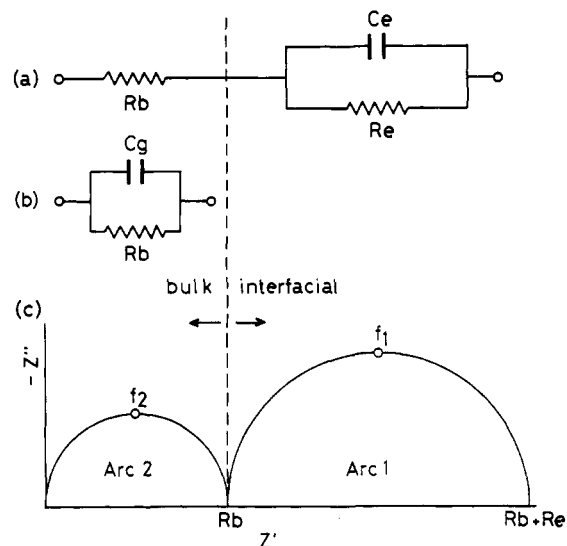 Ce
(a)
Rb
Re
Cg
(b)
Rb
bulk interfacial
(c)
-Z"
f2
f1
Arc 2
Arc 1
Rb
Rb+Re
Z'